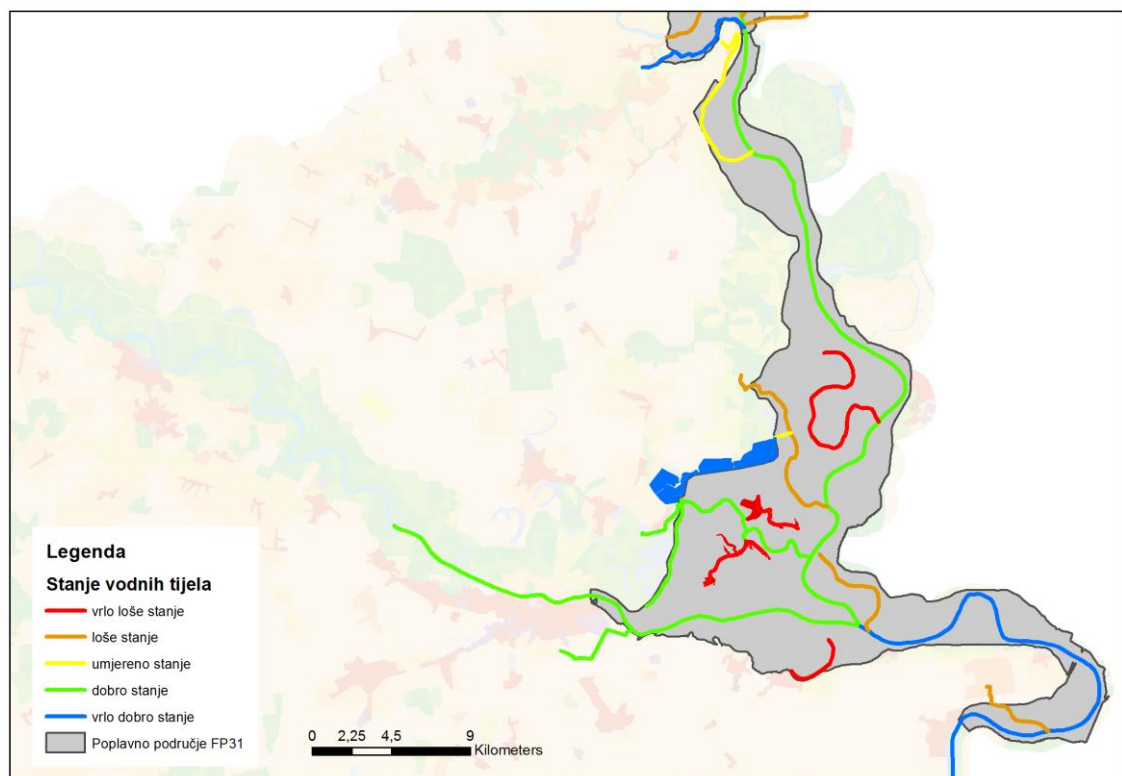 Legenda
Stanje vodnih tijela
vrlo loše stanje
loše stanje
umjereno stanje
dobro stanje
vrlo dobro stanje
Poplavno područje FP31
0 2,25 4,5 9
Kilometers